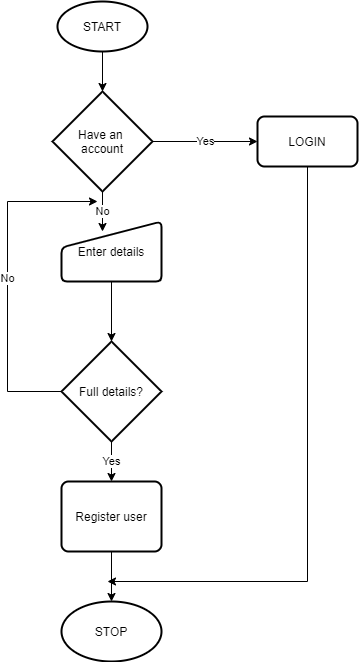 START
Have an
account
Yes
LOGIN
No
Enter details
No
Full details?
Yes
Register user
STOP